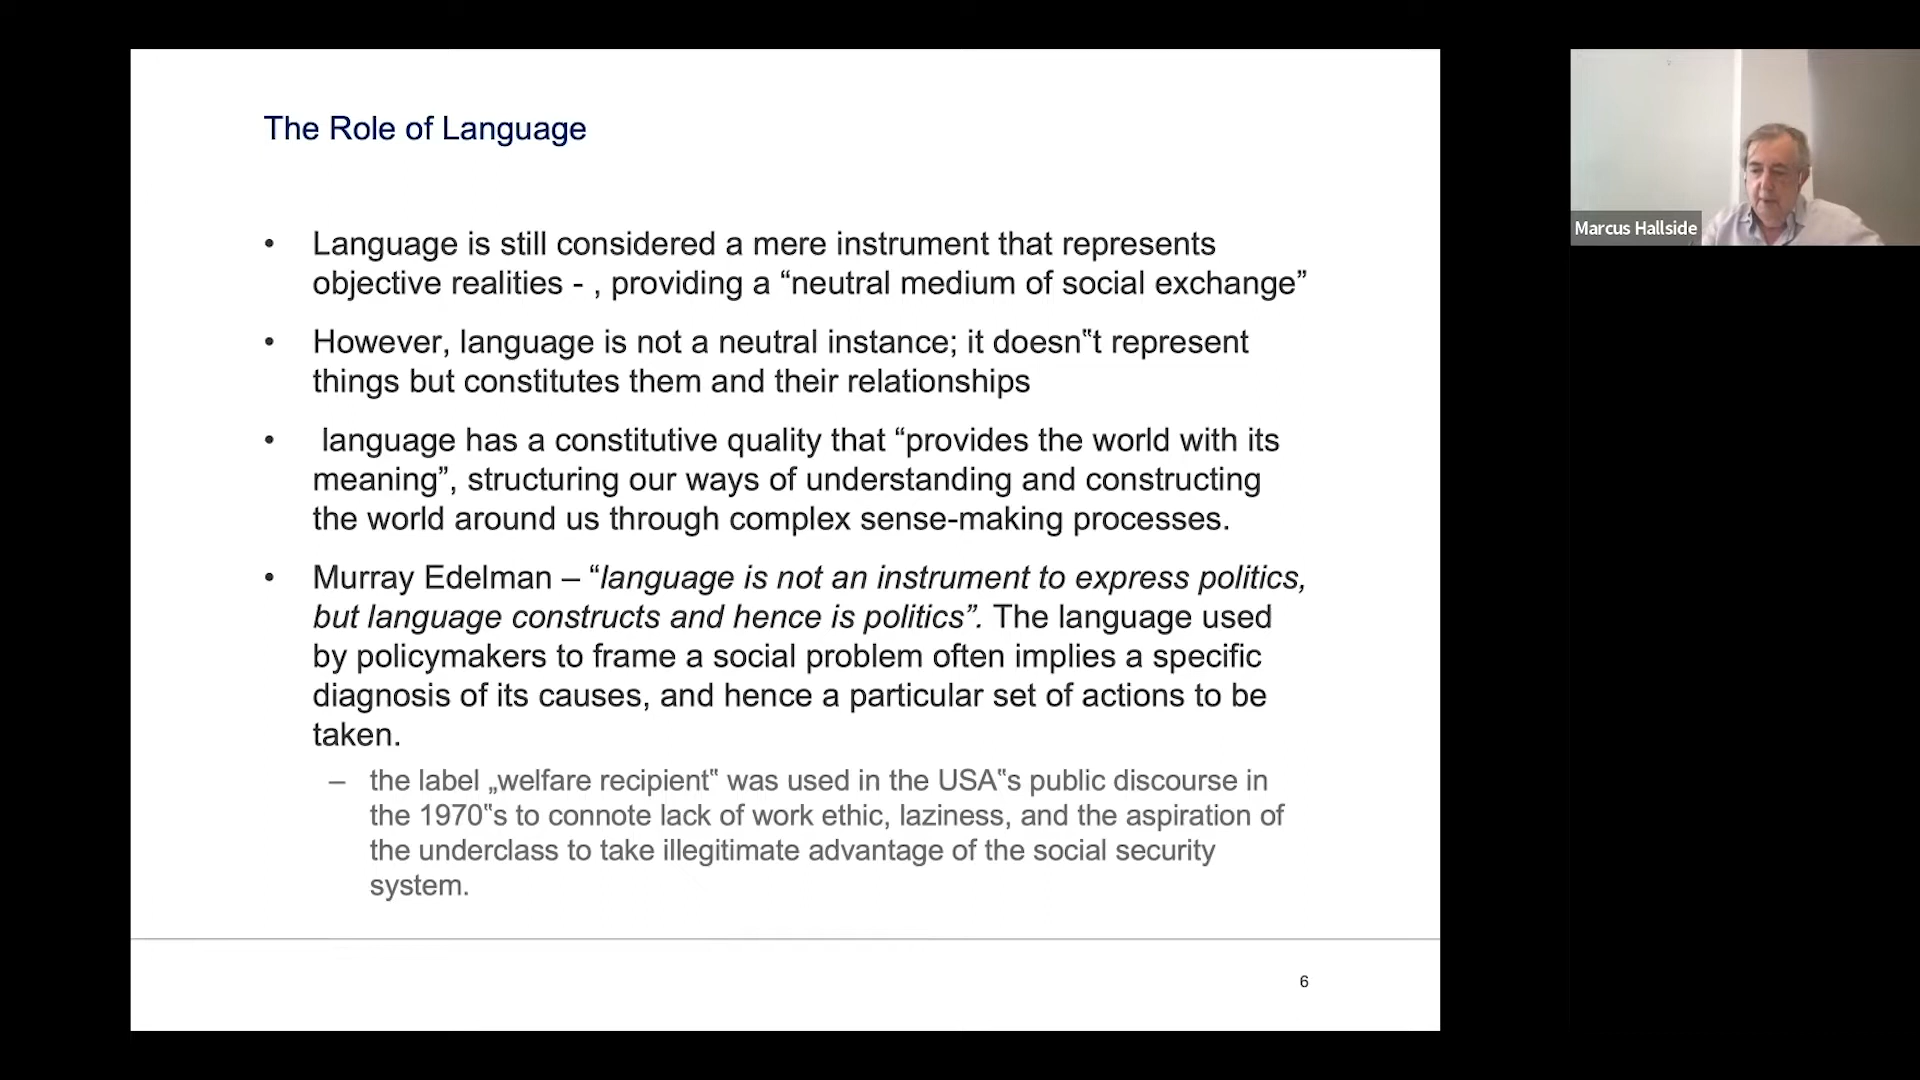 The Role of Language
• Language is still considered a mere instrument that represents
objective realities - , providing a “neutral medium of social exchange”
• However, language is not a neutral instance; it doesn‟t represent
things but constitutes them and their relationships
• language has a constitutive quality that “provides the world with its
meaning”, structuring our ways of understanding and constructing
the world around us through complex sense-making processes.
• Murray Edelman – “language is not an instrument to express politics,
but language constructs and hence is politics”. The language used
by policymakers to frame a social problem often implies a specific
diagnosis of its causes, and hence a particular set of actions to be
taken.
– the label „welfare recipient‟ was used in the USA‟s public discourse in
the 1970‟s to connote lack of work ethic, laziness, and the aspiration of
the underclass to take illegitimate advantage of the social security
system.
6
Marcus Hallside